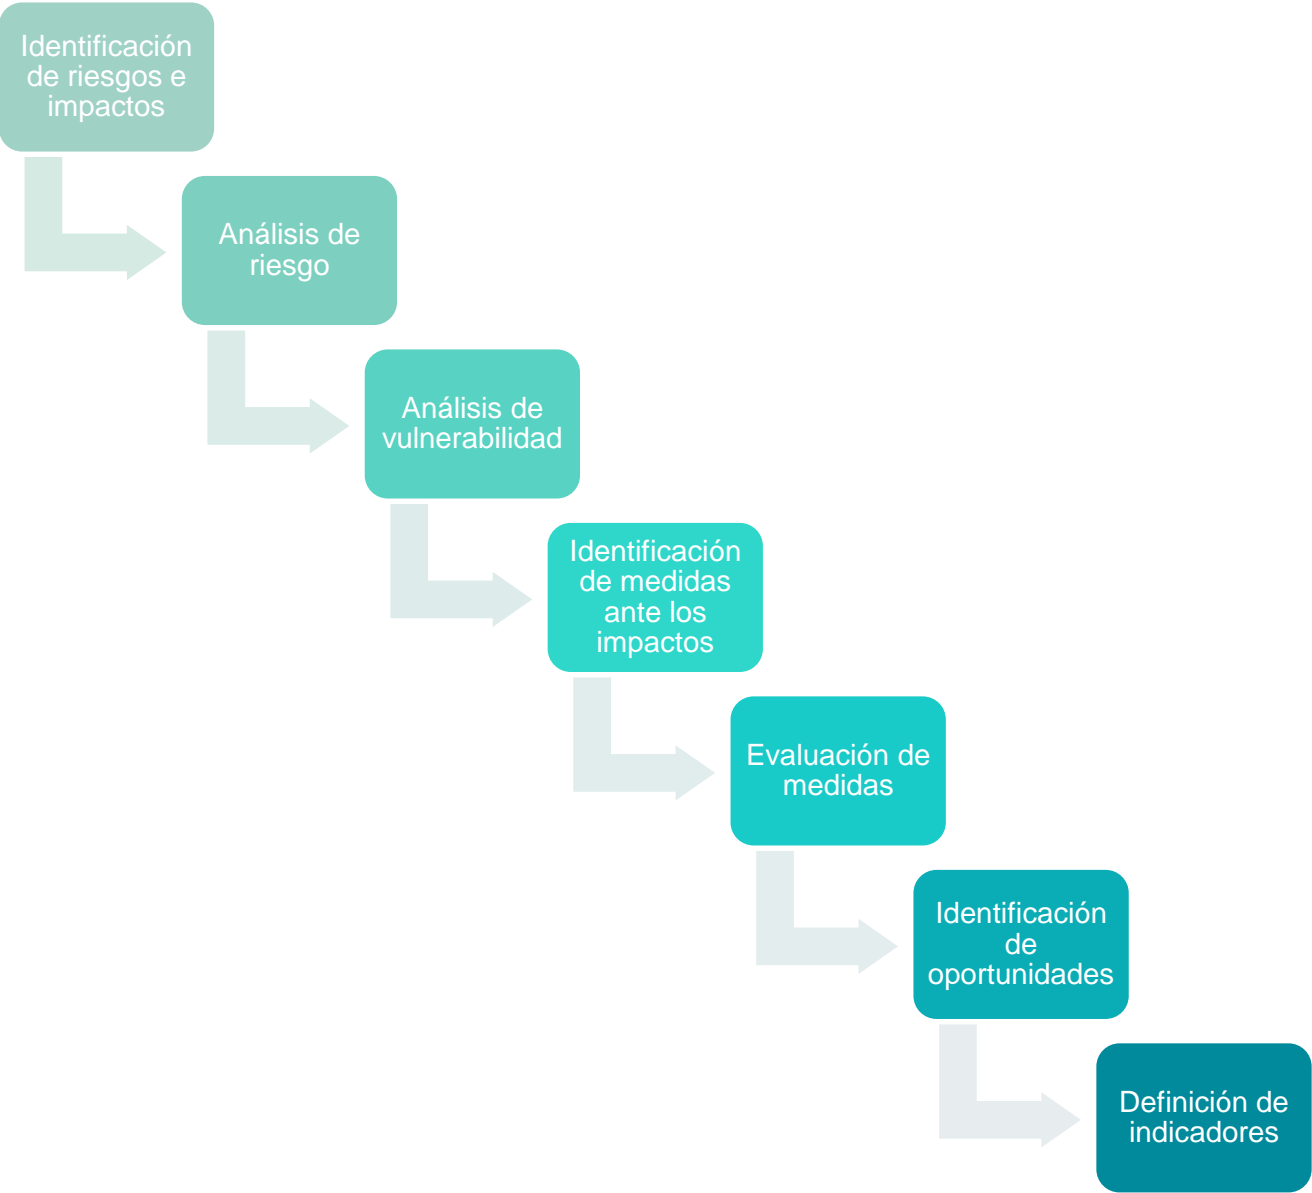 Identificación
de riesgos e
impactos
Análisis de
riesgo
Análisis de
vulnerabilidad
Identificación
de medidas
ante los
impactos
Evaluación de
medidas
Identificación
de
oportunidades
Definición de
indicadores